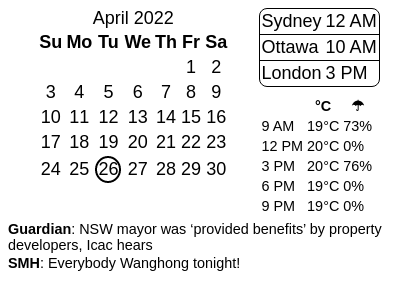 April 2022
Su Mo Tu We Th Fr Sa
1 2
3 4 5 6 7 8 9
10 11 12 13 14 15 16
17 18 19 20 21 22 23
24 25 26 27 28 29 30
Sydney 12 AM
Ottawa 10 AM
London 3 PM
°C ☂
9 AM 19°C 73%
12 PM 20°C 0%
3 PM 20°C 76%
6 PM 19°C 0%
9 PM 19°C 0%
Guardian: NSW mayor was ‘provided benefits’ by property
developers, Icac hears
SMH: Everybody Wanghong tonight!